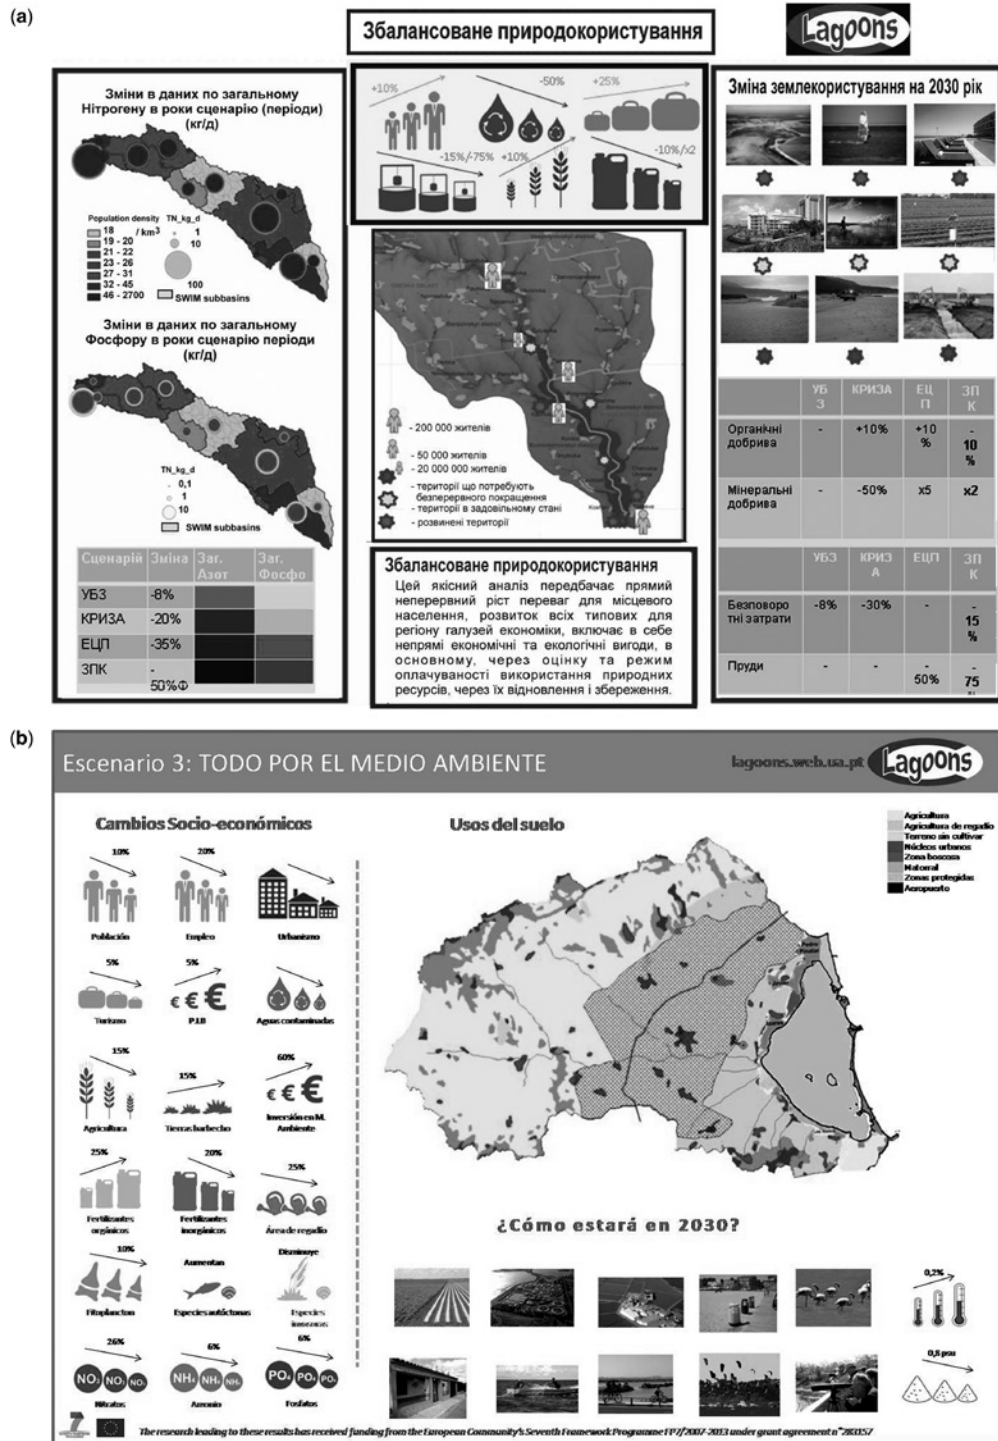 (a)
Збалансоване природокористування
Lagoons
Зміни в даних по загальному
Нітрогену в роки сценарію (періоди)
(кг/д)
Population density
/ km³
18
19 - 20
21 - 22
23 - 26
27 - 31
32 - 45
46 - 2700
TN_kg_d
1
10
100
SWIM subbasins
Зміни в даних по загальному
Фосфору в роки сценарію періоди
(кг/д)
TN_kg_d
0,1
1
10
SWIM subbasins
Сценарій Зміна Заг. Азот Заг. Фосфо
УБЗ -8%
КРИЗА -20%
ЕЦП -35%
ЗПК - 50%Ф
+10%
-50%
+25%
-15%/-75%
+10%
-10%/x2
- 200 000 жителів
- 50 000 жителів
- 20 000 000 жителів
- території що потребують
безперервного покращення
- території в задовільному стані
- розвинені території
Збалансоване природокористування
Цей якісний аналіз передбачає прямий
неперервний ріст переваг для місцевого
населення, розвиток всіх типових для
регіону галузей економіки, включає в себе
непрямі економічні та екологічні вигоди, в
основному, через оцінку та режим
оплачуваності використання природних
ресурсів, через їх відновлення і збереження.
Зміна землекористування на 2030 рік
УБЗ КРИЗА ЕЦП ЗПК
Органічні добрива - +10% +10% -10%
Мінеральні добрива - -50% x5 x2
УБЗ КРИЗА ЕЦП ЗПК
Безповоротні затрати -8% -30% - -15%
Пруди - - -50% -75
(b)
Escenario 3: TODO POR EL MEDIO AMBIENTE
lagoons.web.ua.pt
Lagoons
Cambios Socio-económicos
10%
Población
20%
Empleo
Urbanismo
5%
Turismo
5%
P.I.B
Aguas contaminadas
15%
Agricultura
15%
Tierras barbecho
60%
Inversión en M.
Ambiente
25%
Fertilizantes
orgánicos
20%
Fertilizantes
inorgánicos
25%
Área de regadío
10%
Fitoplancton
Aumentan
Especies autóctonas
Disminuye
Especies
26%
NO₃ NO₃ NO₃
Nitratos
6%
NH₄ NH₄ NH₄
Amonio
6%
PO₄ PO₄ PO₄
Fosfatos
Usos del suelo
Agricultura
Agricultura de regadío
Terreno sin cultivar
Núcleos urbanos
Zona boscosa
Matorral
Zonas protegidas
Aeropuerto
¿Cómo estará en 2030?
0,2%
0,8 psu
The research leading to these results has received funding from the European Community's Seventh Framework Programme FP7/2007-2013 under grant agreement n°283157